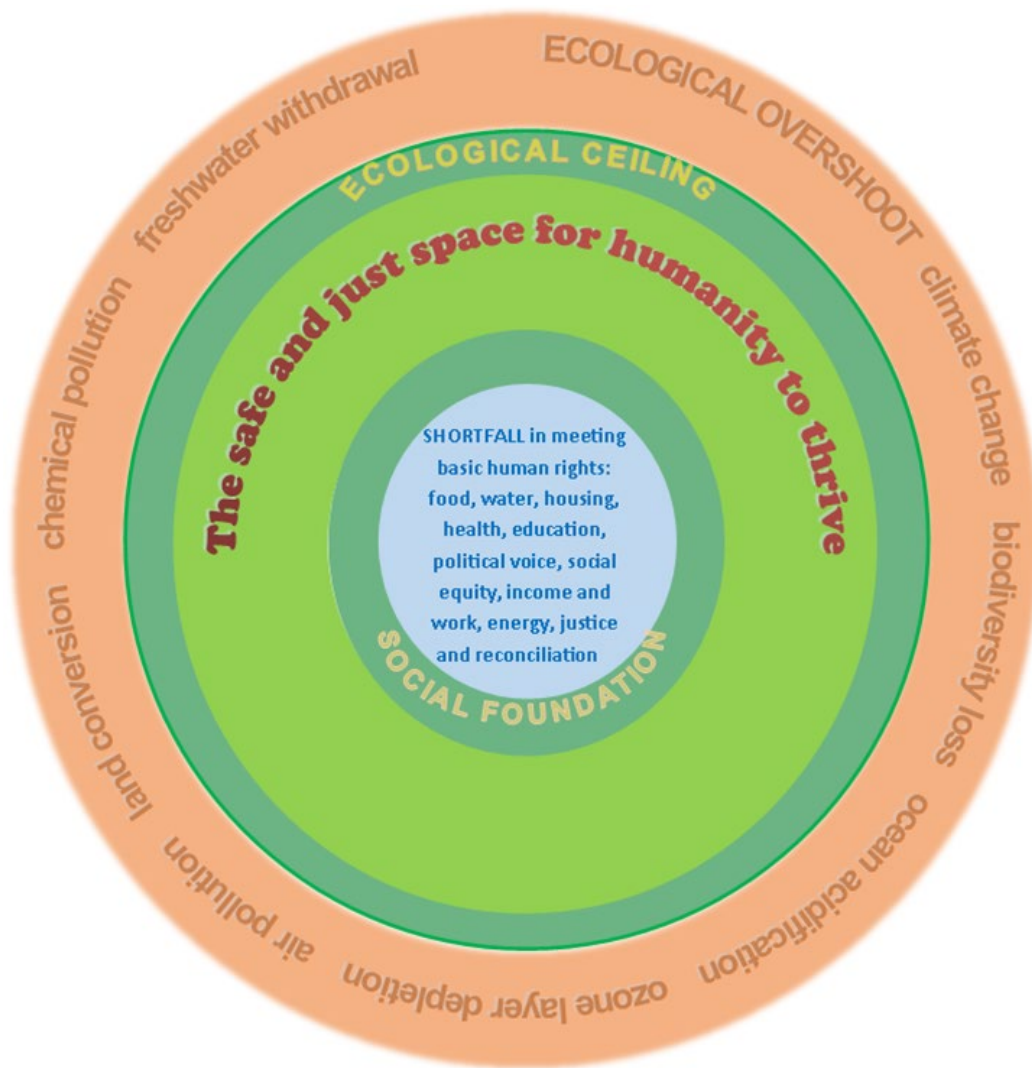 ECOLOGICAL OVERSHOOT
climate change
biodiversity loss
ocean acidification
ozone layer depletion
air pollution
land conversion
chemical pollution
freshwater withdrawal
ECOLOGICAL CEILING
The safe and just space for humanity to thrive
SHORTFALL in meeting
basic human rights:
food, water, housing,
health, education,
political voice, social
equity, income and
work, energy, justice
and reconciliation
SOCIAL FOUNDATION